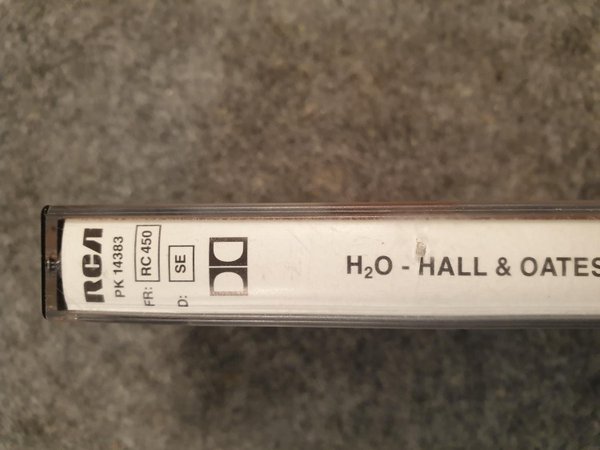 RCA
PK 14383
FR: RC 450
D: SE
H₂O - HALL & OATES